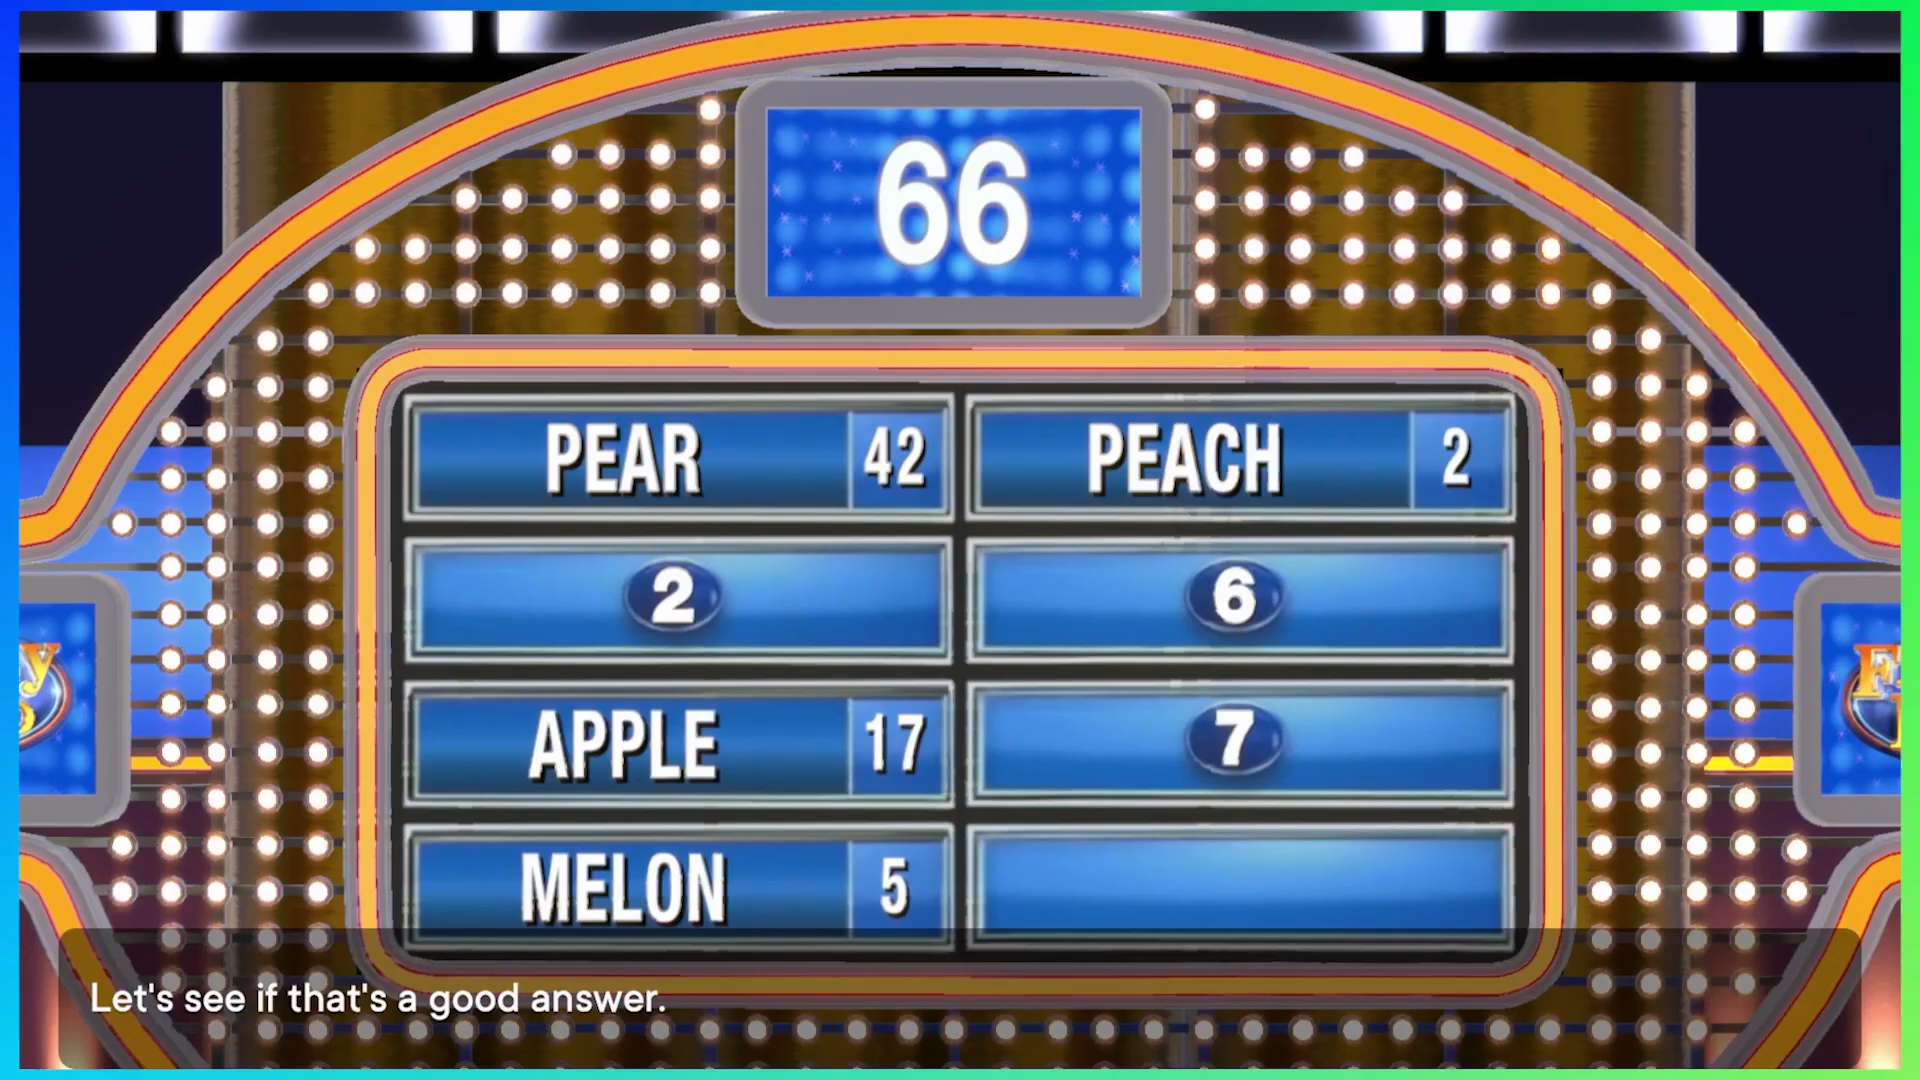 66
PEAR 42
PEACH 2
2
6
APPLE 17
7
MELON 5
Let's see if that's a good answer.